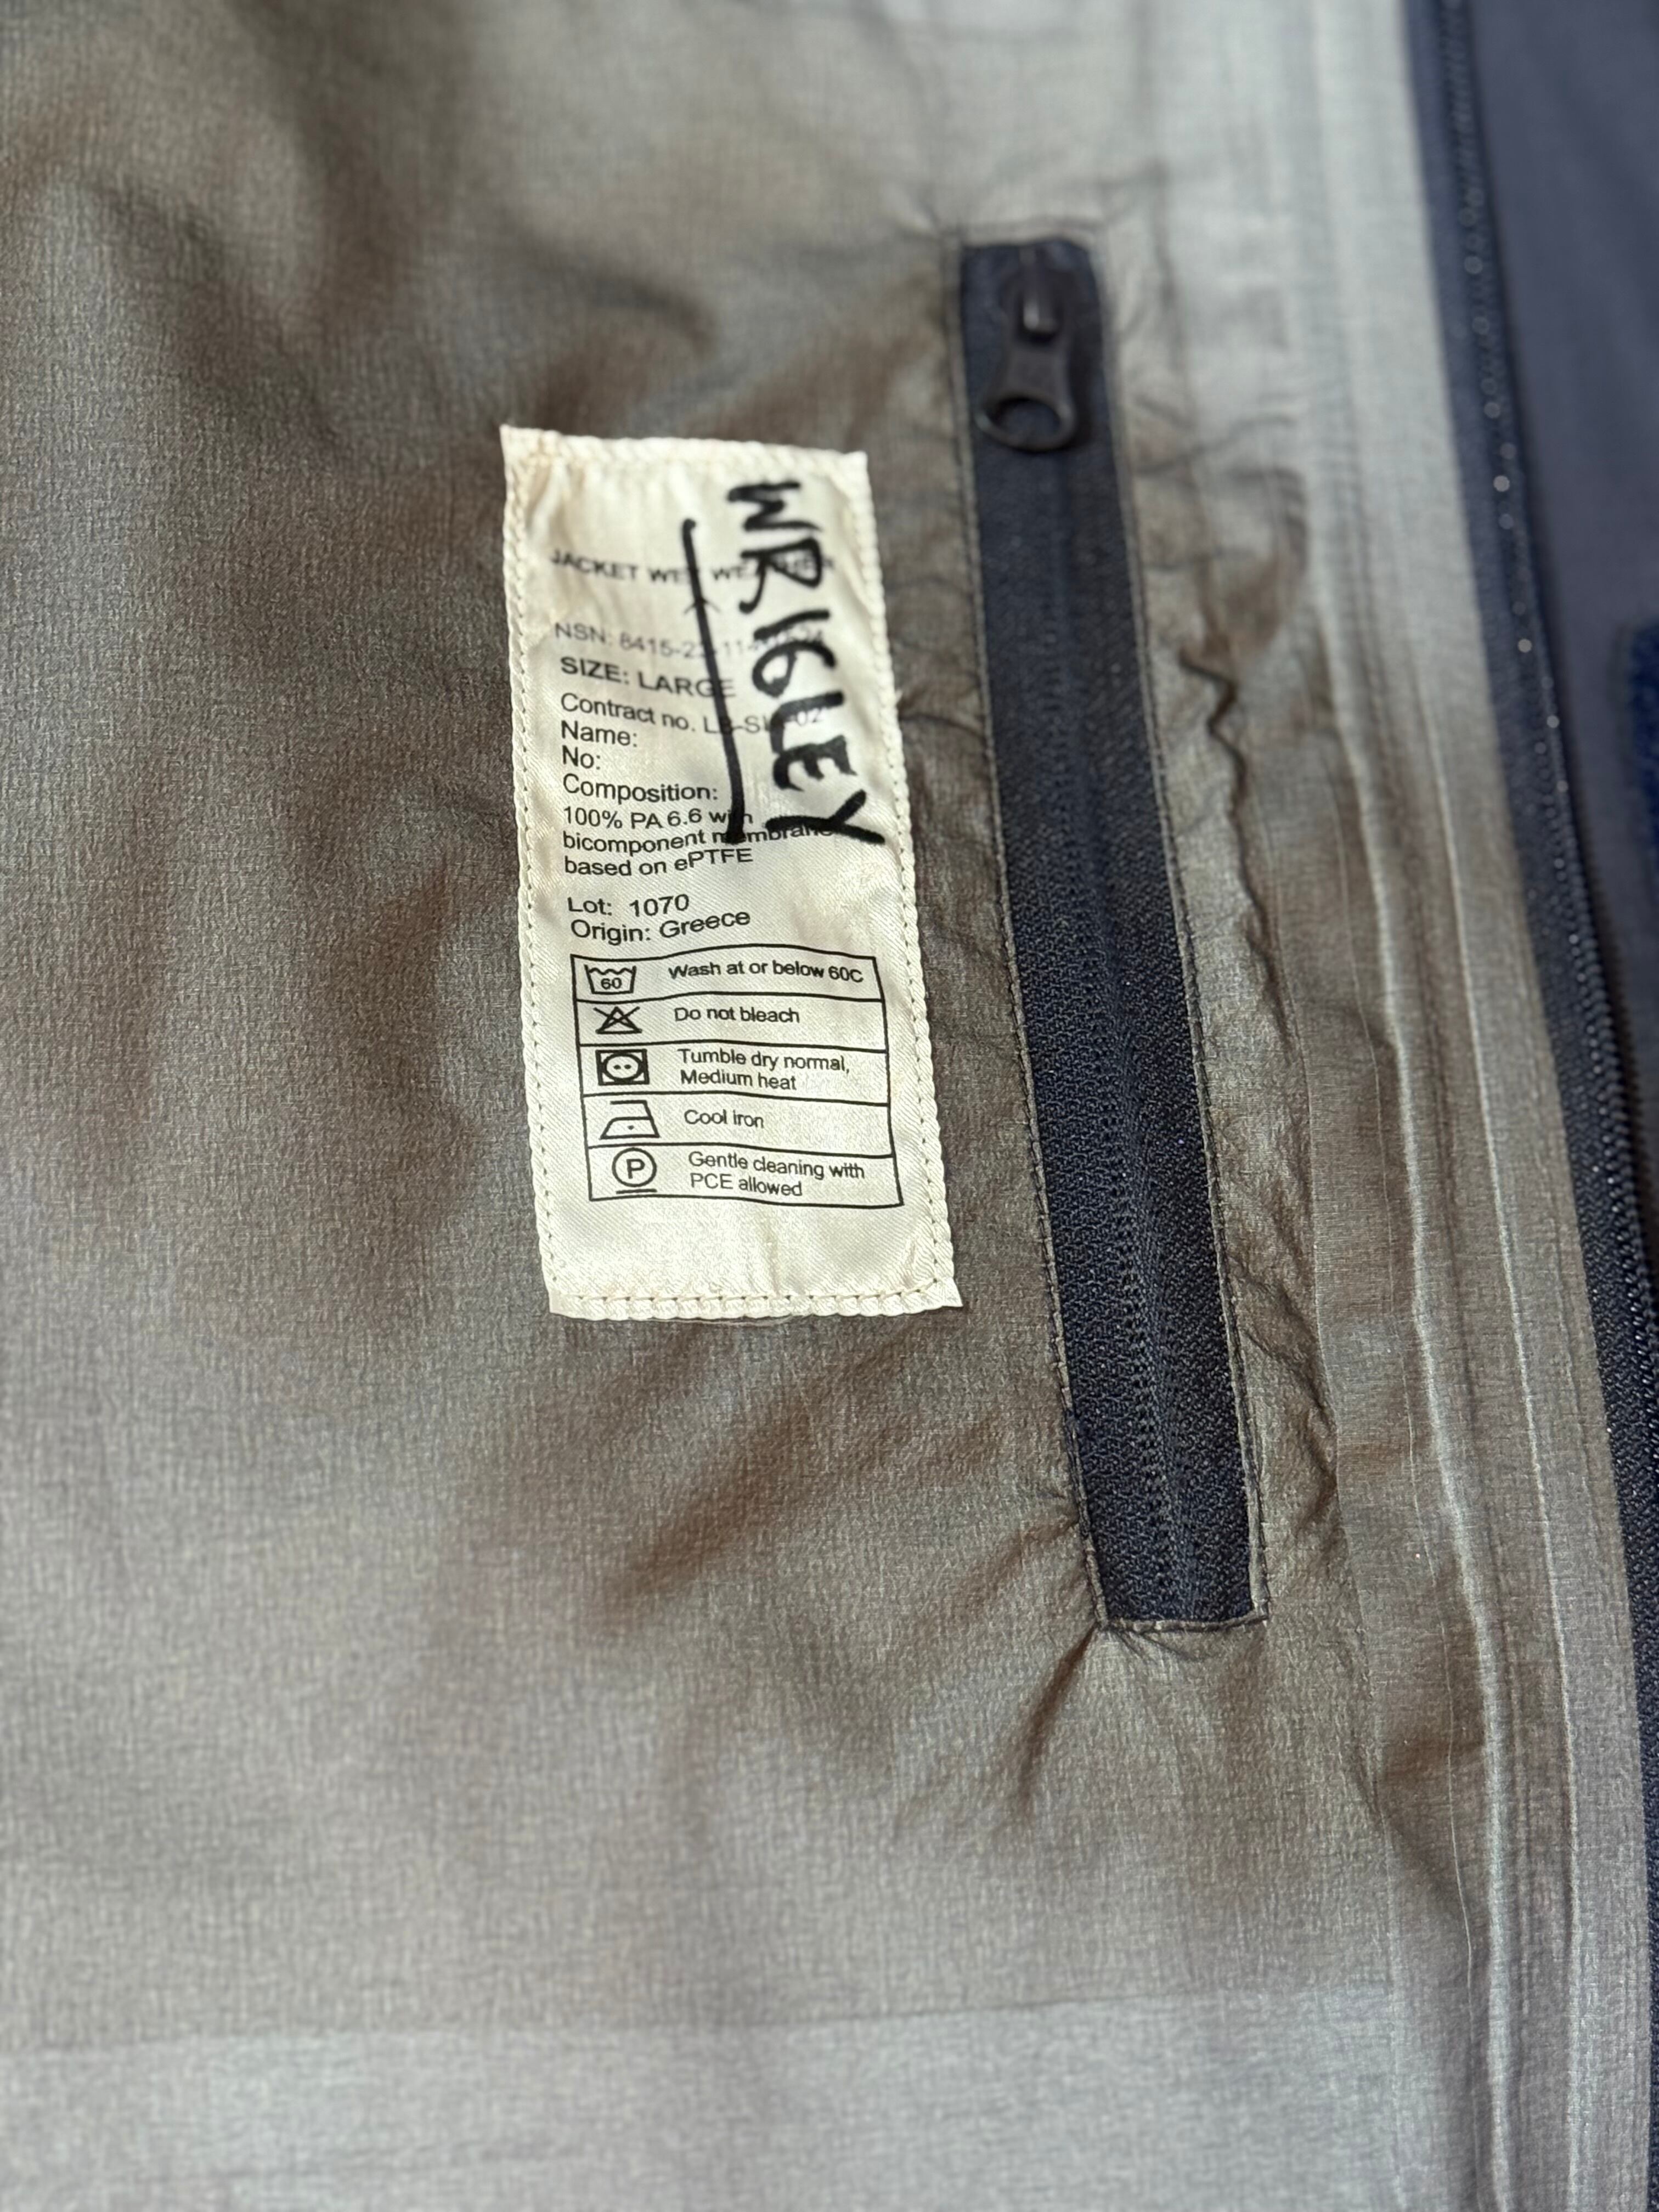 WRIGLEY
JACKET WET WEATHER
SIZE: LARGE
Contract no.
Name:
No:
Composition:
100% PA 6.6 with
bicomponent membrane
based on ePTFE
Lot: 1070
Origin: Greece
60 Wash at or below 60C
Do not bleach
Tumble dry normal,
Medium heat
Cool iron
P Gentle cleaning with
PCE allowed